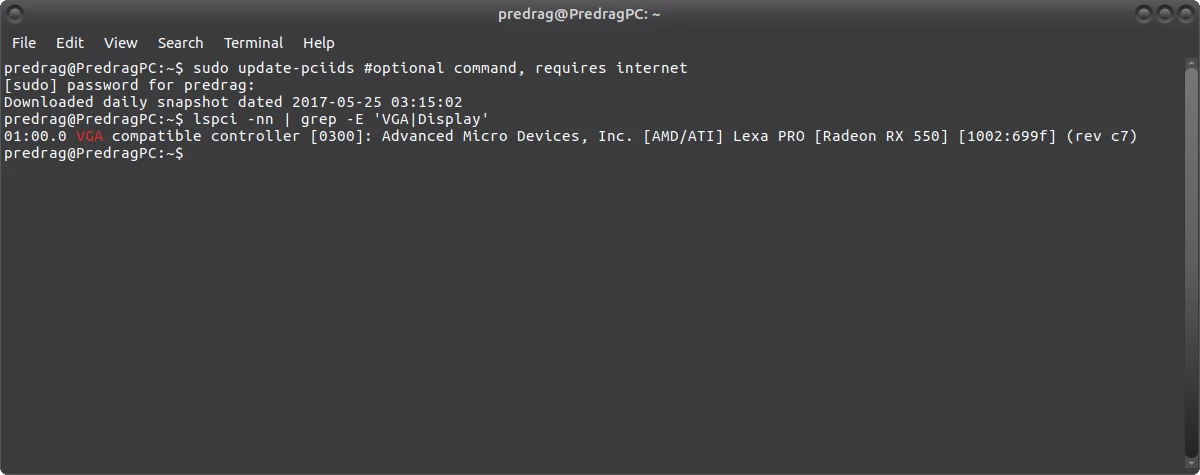 predrag@PredragPC: ~
File Edit View Search Terminal Help
predrag@PredragPC:~$ sudo update-pciids #optional command, requires internet
[sudo] password for predrag:
Downloaded daily snapshot dated 2017-05-25 03:15:02
predrag@PredragPC:~$ lspci -nn | grep -E 'VGA|Display'
01:00.0 VGA compatible controller [0300]: Advanced Micro Devices, Inc. [AMD/ATI] Lexa PRO [Radeon RX 550] [1002:699f] (rev c7)
predrag@PredragPC:~$